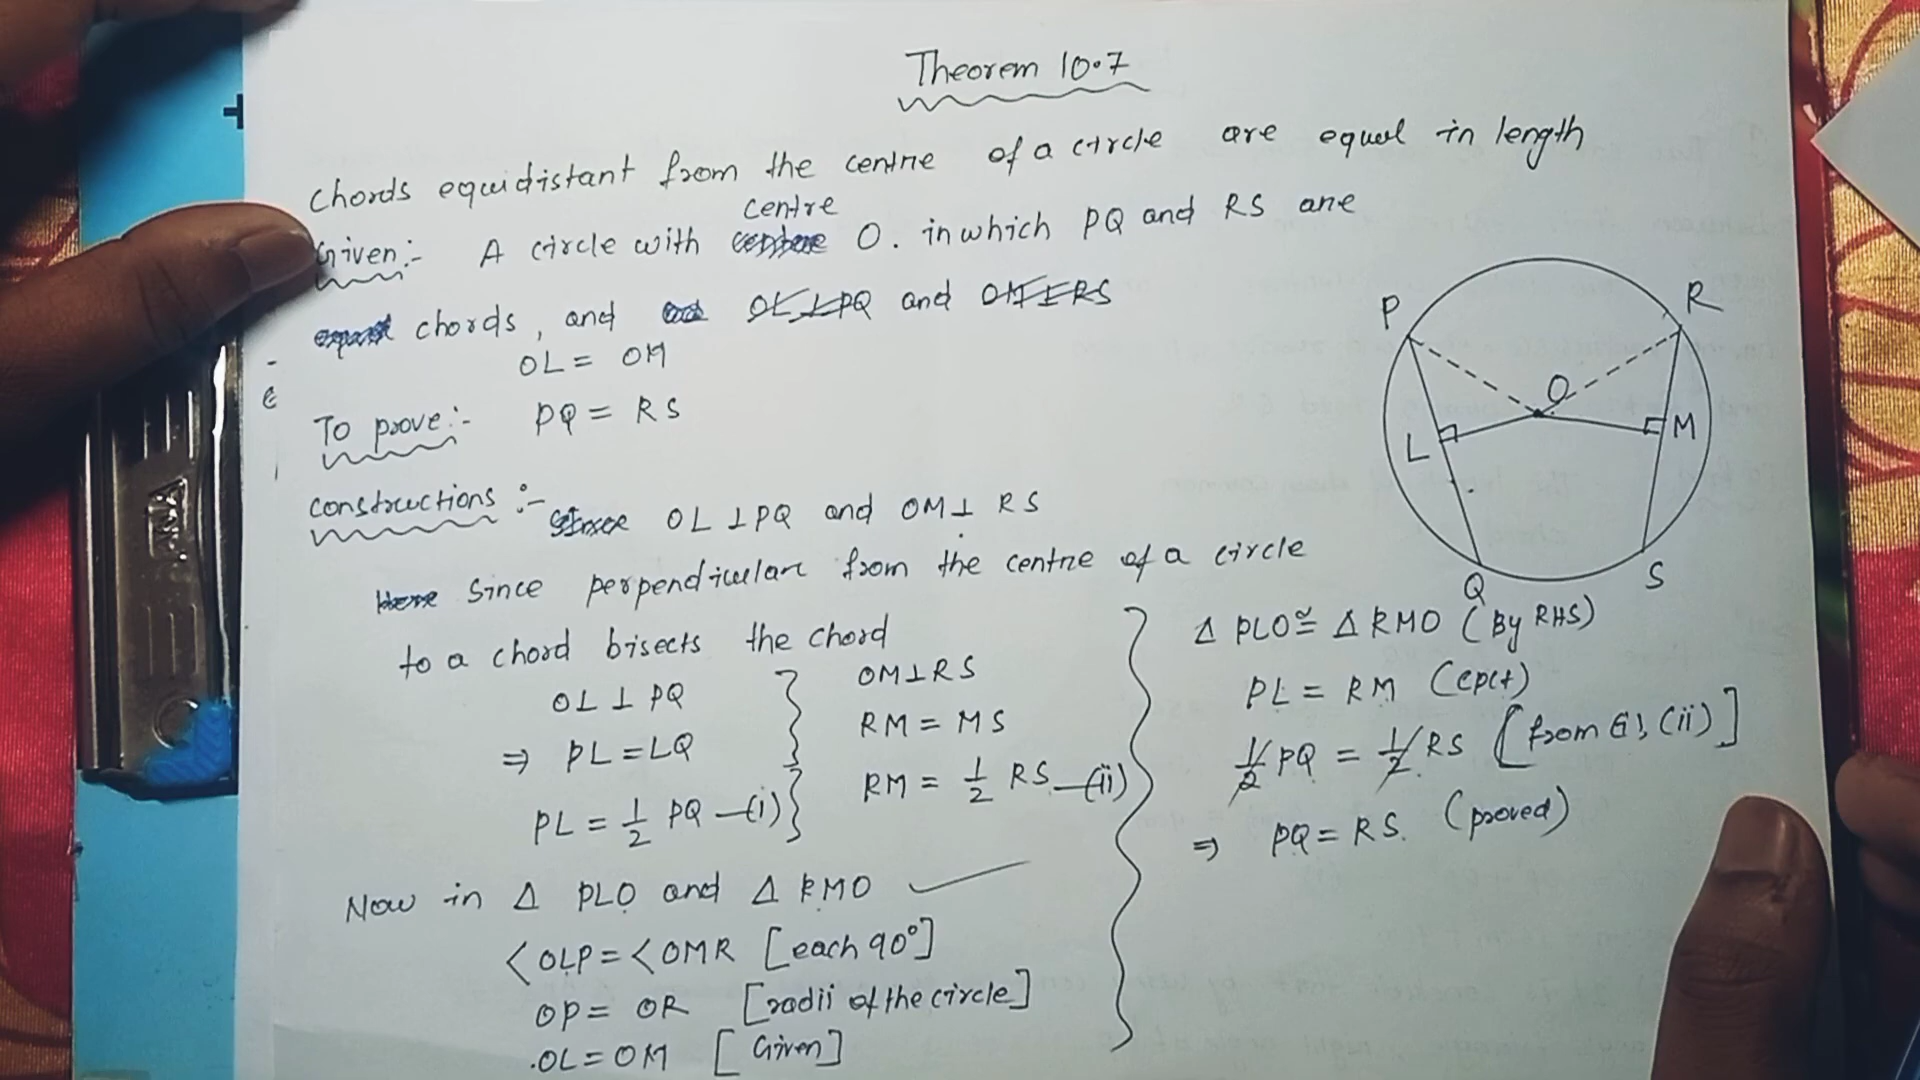 Theorem 10.7
Chords equidistant from the centre of a circle are equal in length
Given:- A circle with centre O. in which PQ and RS are
chords, and OL⊥PQ and OM⊥RS
OL = OM
To prove:- PQ = RS
Constructions :- OL ⊥ PQ and OM ⊥ RS
Here Since perpendicular from the centre of a circle
to a chord bisects the chord
OL ⊥ PQ
⇒ PL = LQ
PL = 1/2 PQ —(i)
OM⊥RS
RM = MS
RM = 1/2 RS —(ii)
Now in Δ PLO and Δ RMO
<OLP = <OMR [each 90°]
OP = OR [radii of the circle]
OL = OM [Given]
Δ PLO ≅ Δ RMO (By RHS)
PL = RM (cpct)
1/2 PQ = 1/2 RS [from (i), (ii)]
⇒ PQ = RS. (proved)
P
R
O
L
M
Q
S